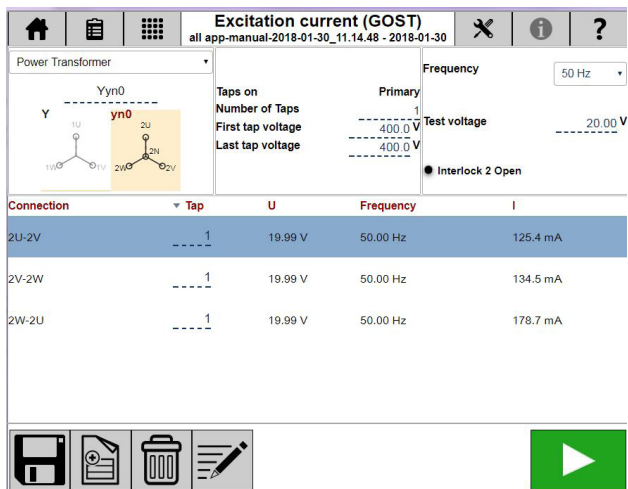 Excitation current (GOST)
all app-manual-2018-01-30_11.14.48 - 2018-01-30
i
?
Power Transformer
Yyn0
Y yn0
1U 2U
2N
1W 1V 2W 2V
Taps on Primary
Number of Taps 1
First tap voltage 400.0 V
Last tap voltage 400.0 V
Frequency 50 Hz
Test voltage 20.00 V
Interlock 2 Open
Connection Tap U Frequency I
2U-2V 1 19.99 V 50.00 Hz 125.4 mA
2V-2W 1 19.99 V 50.00 Hz 134.5 mA
2W-2U 1 19.99 V 50.00 Hz 178.7 mA